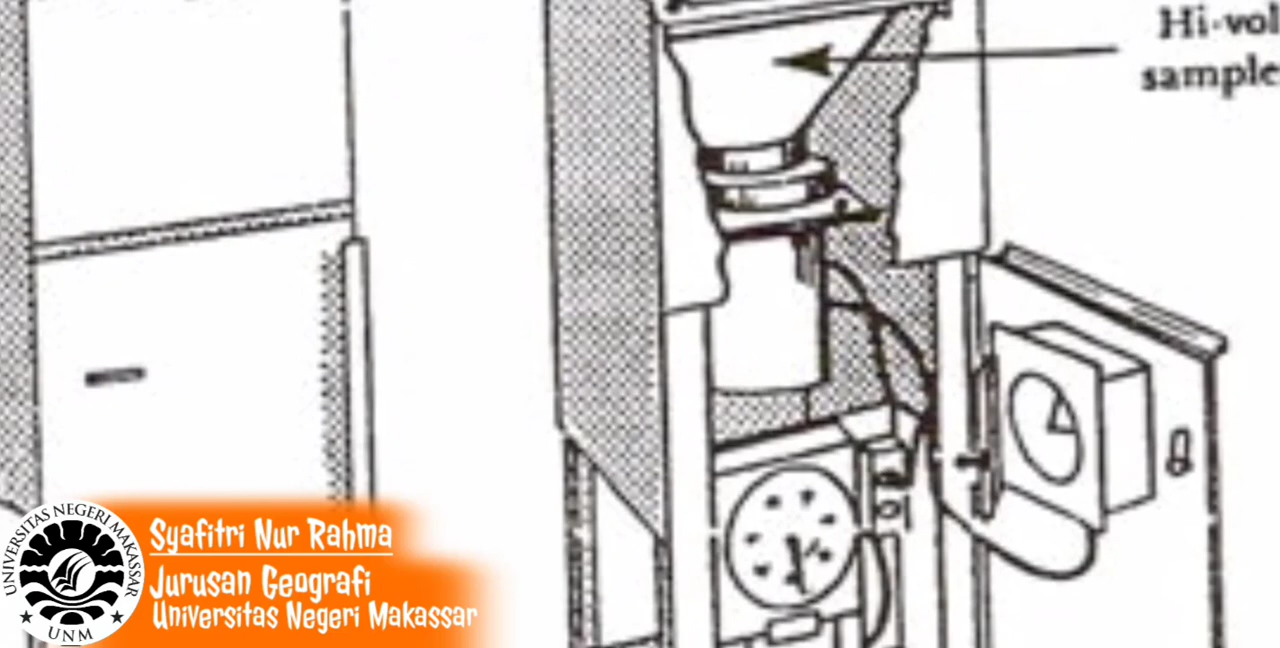 Hi-vol
sample
Syafitri Nur Rahma
Jurusan Geografi
Universitas Negeri Makassar
UNIVERSITAS NEGERI MAKASSAR
UNM